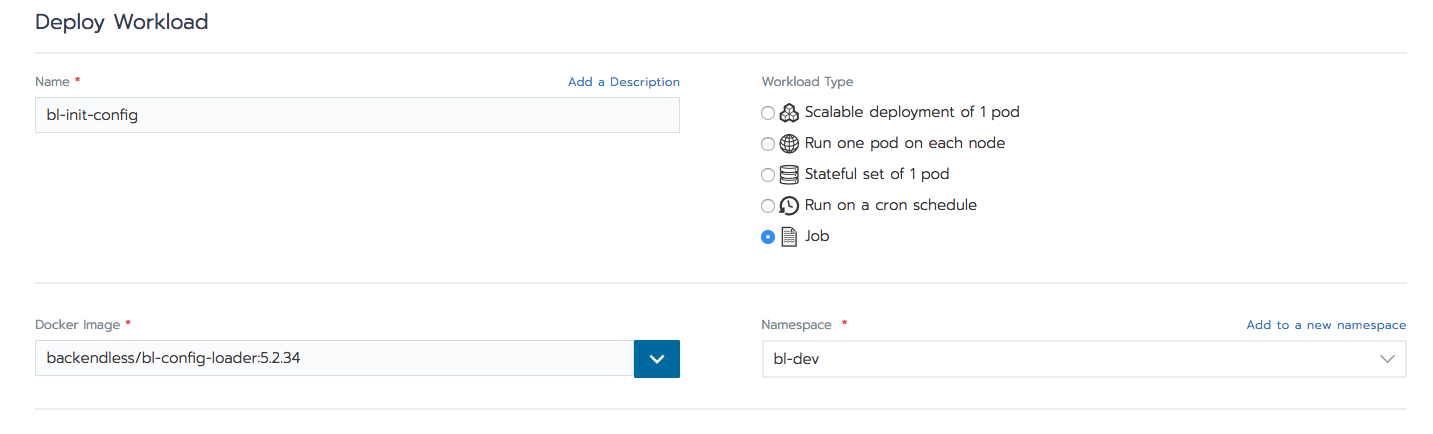 Deploy Workload
Name *
Add a Description
bl-init-config
Workload Type
Scalable deployment of 1 pod
Run one pod on each node
Stateful set of 1 pod
Run on a cron schedule
Job
Docker Image *
backendless/bl-config-loader:5.2.34
Namespace *
Add to a new namespace
bl-dev